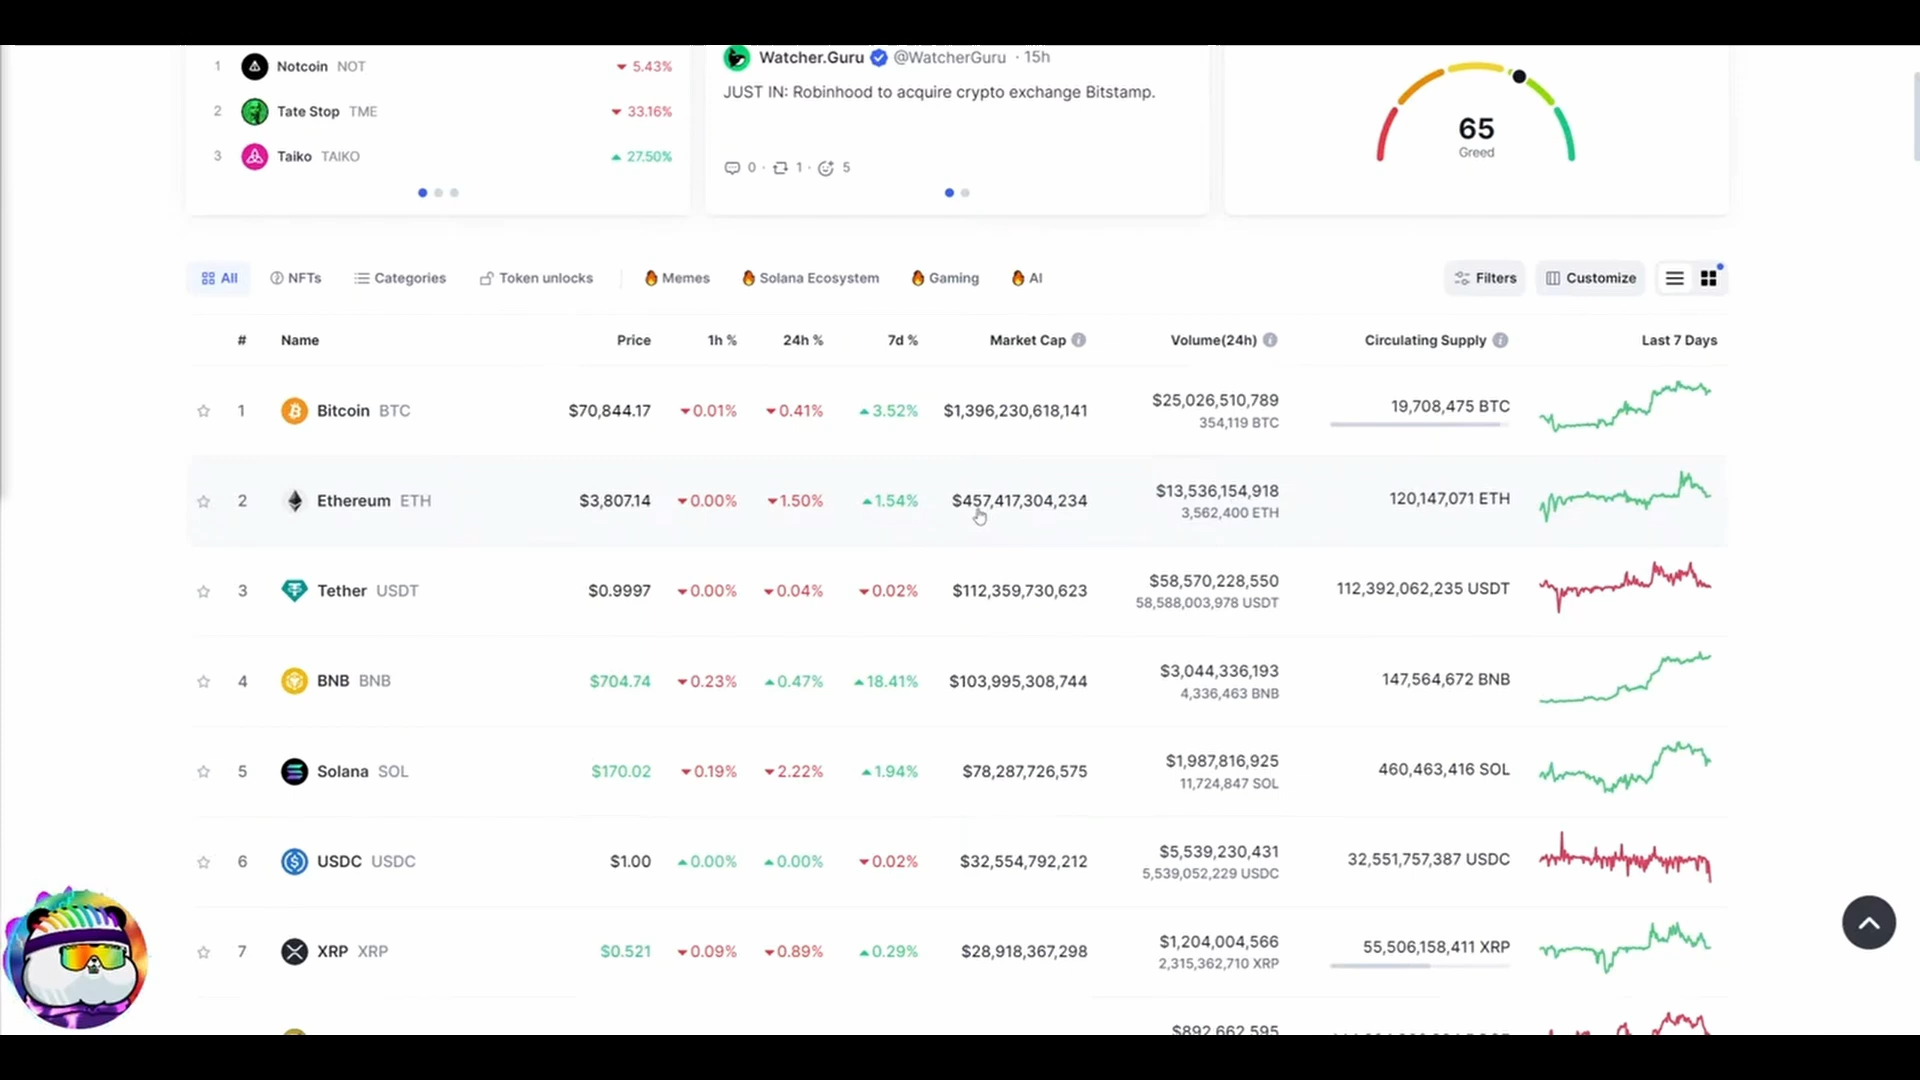 1 Notcoin NOT 5.43%
2 Tate Stop TME 33.16%
3 Taiko TAIKO 27.50%
Watcher.Guru @WatcherGuru · 15h
JUST IN: Robinhood to acquire crypto exchange Bitstamp.
0 · 1 · 5
65
Greed
All NFTs Categories Token unlocks Memes Solana Ecosystem Gaming AI Filters Customize
# Name Price 1h % 24h % 7d % Market Cap Volume(24h) Circulating Supply Last 7 Days
1 Bitcoin BTC $70,844.17 0.01% 0.41% 3.52% $1,396,230,618,141 $25,026,510,789 19,708,475 BTC
354,119 BTC
2 Ethereum ETH $3,807.14 0.00% 1.50% 1.54% $457,417,304,234 $13,536,154,918 120,147,071 ETH
3,562,400 ETH
3 Tether USDT $0.9997 0.00% 0.04% 0.02% $112,359,730,623 $58,570,228,550 112,392,062,235 USDT
58,588,003,978 USDT
4 BNB BNB $704.74 0.23% 0.47% 18.41% $103,995,308,744 $3,044,336,193 147,564,672 BNB
4,336,463 BNB
5 Solana SOL $170.02 0.19% 2.22% 1.94% $78,287,726,575 $1,987,816,925 460,463,416 SOL
11,724,847 SOL
6 USDC USDC $1.00 0.00% 0.00% 0.02% $32,554,792,212 $5,539,230,431 32,551,757,387 USDC
5,539,052,229 USDC
7 XRP XRP $0.521 0.09% 0.89% 0.29% $28,918,367,298 $1,204,004,566 55,506,158,411 XRP
2,315,362,710 XRP
$892,662,595